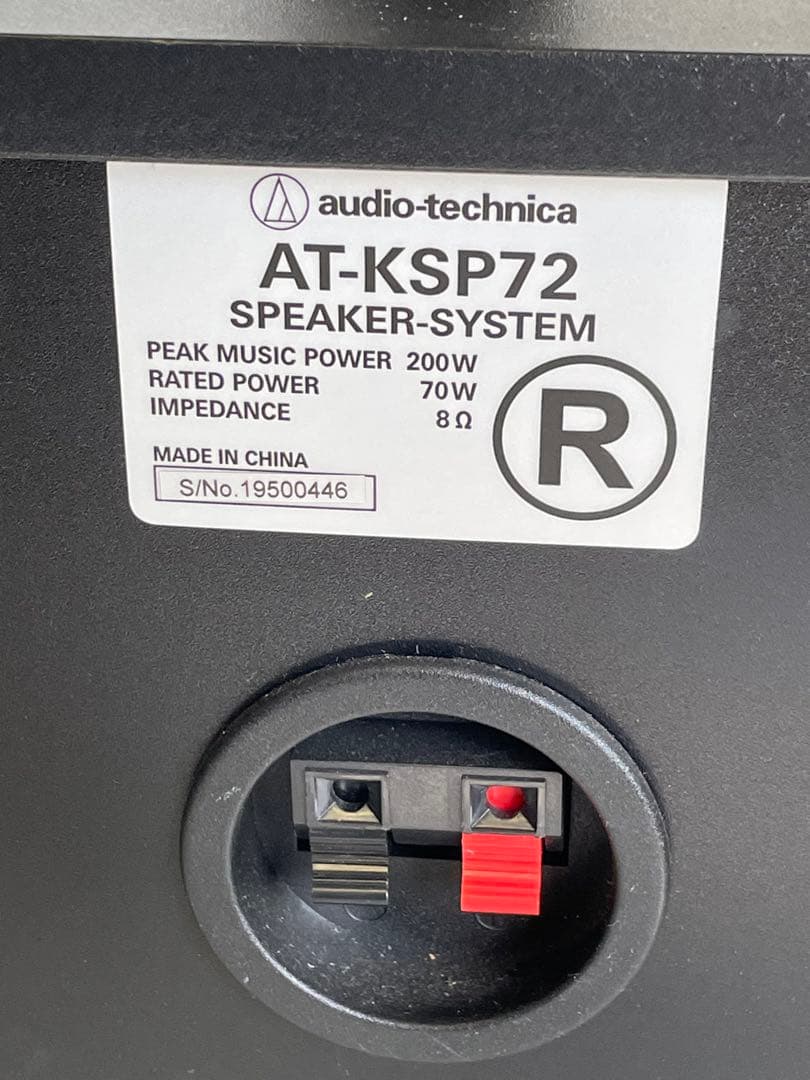 audio-technica
AT-KSP72
SPEAKER-SYSTEM
PEAK MUSIC POWER 200W
RATED POWER 70W
IMPEDANCE 8Ω
R
MADE IN CHINA
S/No.19500446